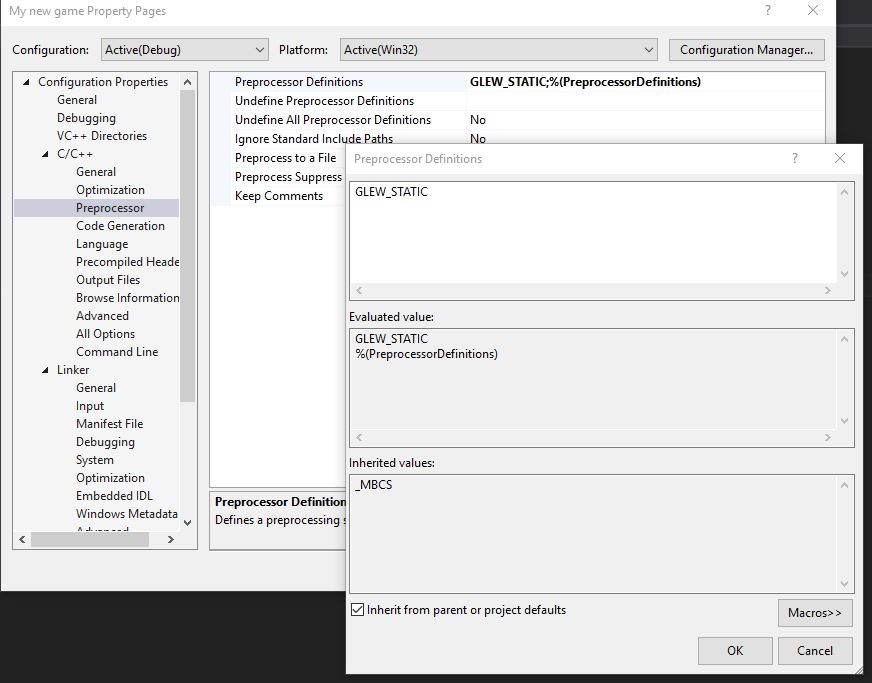 My new game Property Pages
?
Configuration: Active(Debug) Platform: Active(Win32) Configuration Manager...
Configuration Properties
General
Debugging
VC++ Directories
C/C++
General
Optimization
Preprocessor
Code Generation
Language
Precompiled Heade
Output Files
Browse Information
Advanced
All Options
Command Line
Linker
General
Input
Manifest File
Debugging
System
Optimization
Embedded IDL
Windows Metadata
Advanced
Preprocessor Definitions GLEW_STATIC;%(PreprocessorDefinitions)
Undefine Preprocessor Definitions
Undefine All Preprocessor Definitions No
Ignore Standard Include Paths No
Preprocess to a File
Preprocess Suppress
Keep Comments
Preprocessor Definition
Defines a preprocessing s
Preprocessor Definitions
?
GLEW_STATIC
Evaluated value:
GLEW_STATIC
%(PreprocessorDefinitions)
Inherited values:
_MBCS
Inherit from parent or project defaults
Macros>>
OK Cancel